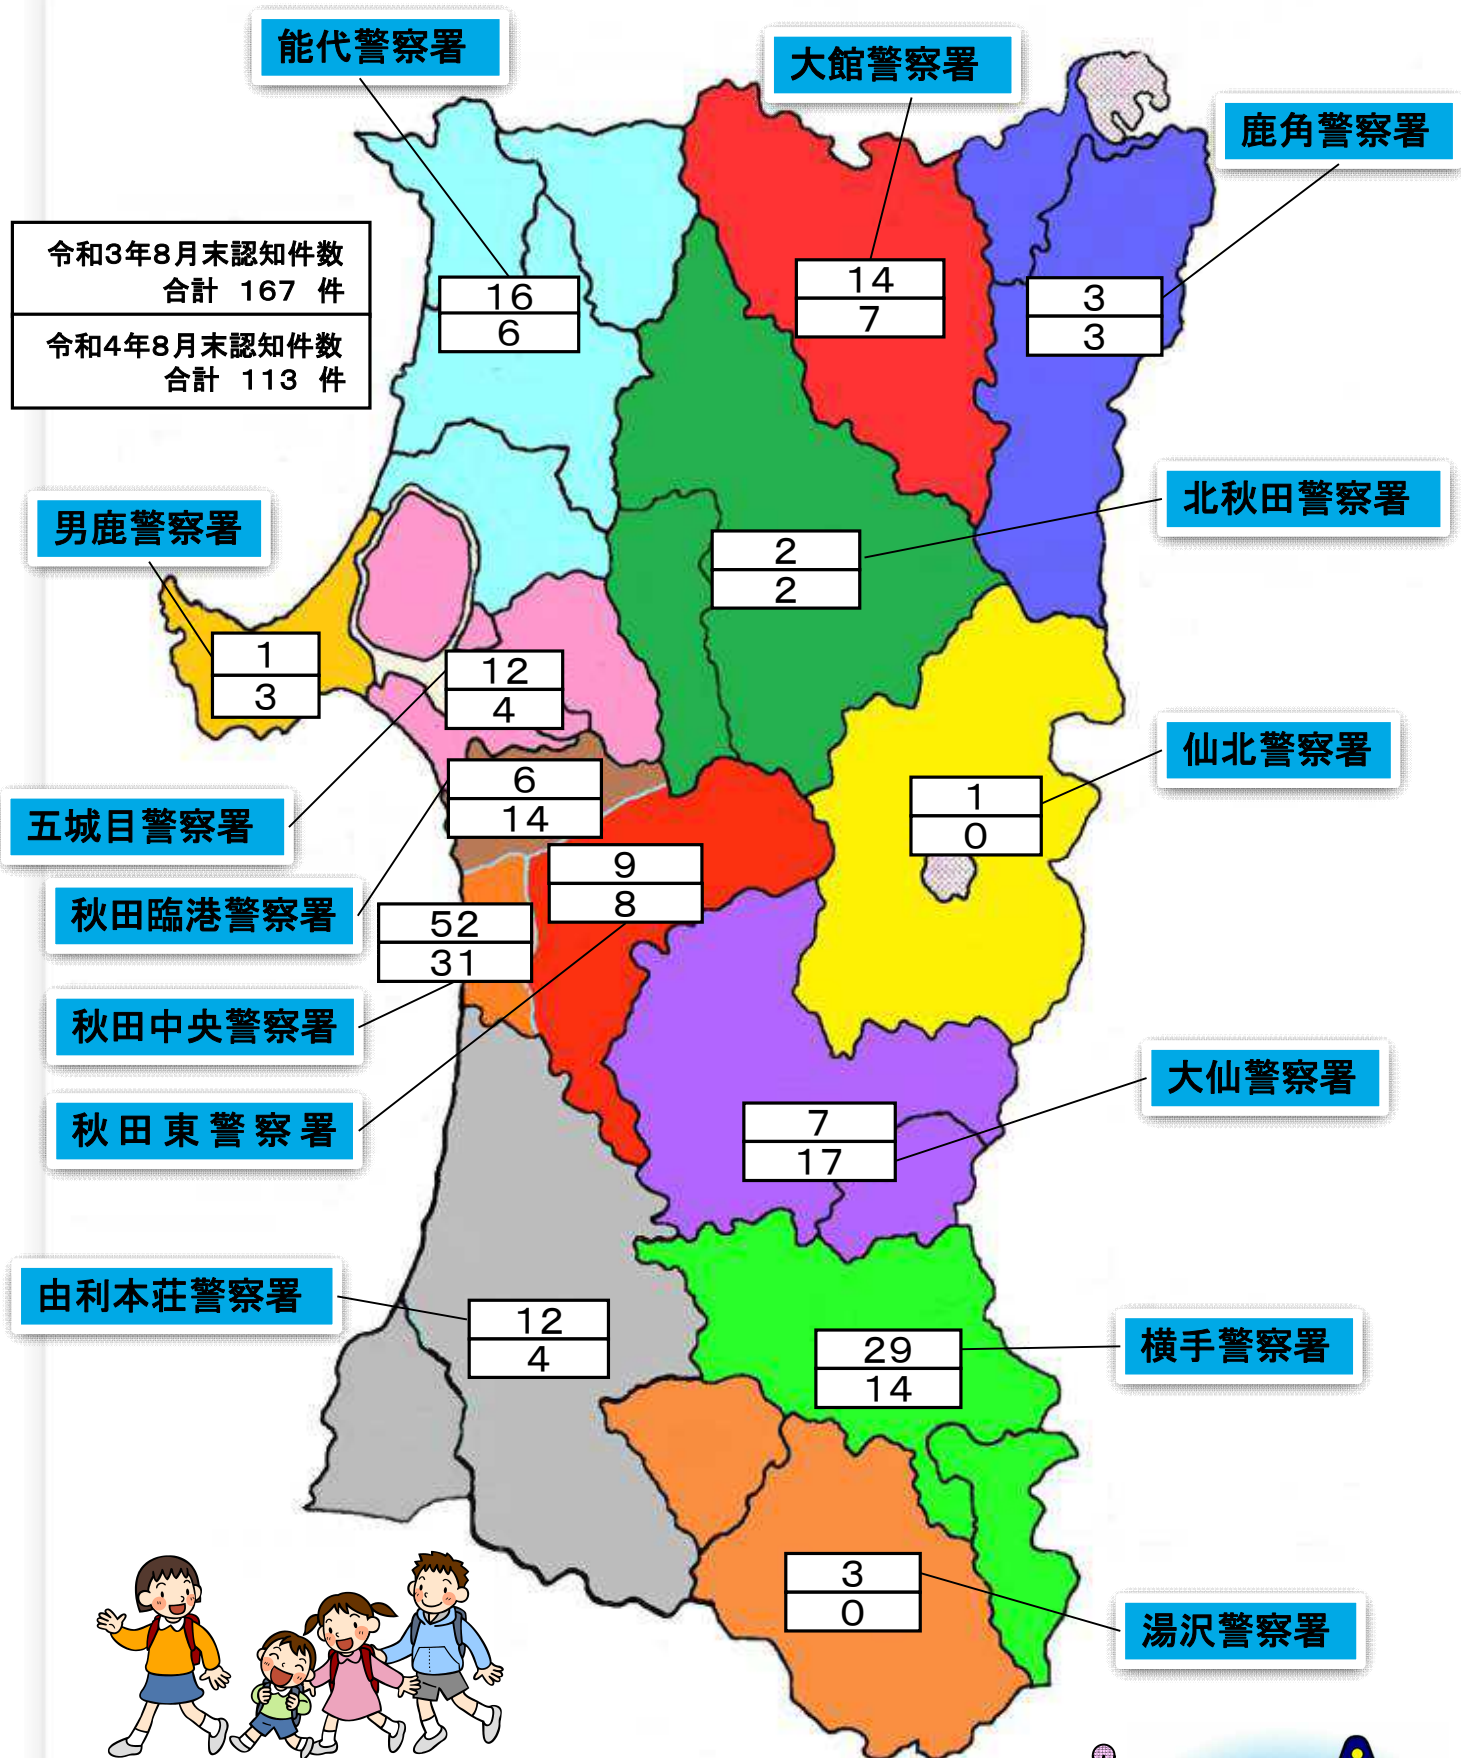 能代警察署
大館警察署
鹿角警察署
令和3年8月末認知件数
合計 167 件
令和4年8月末認知件数
合計 113 件
16
6
14
7
3
3
北秋田警察署
2
2
男鹿警察署
1
3
12
4
仙北警察署
1
0
五城目警察署
6
14
秋田臨港警察署
9
8
52
31
秋田中央警察署
秋田東警察署
大仙警察署
7
17
由利本荘警察署
12
4
横手警察署
29
14
湯沢警察署
3
0